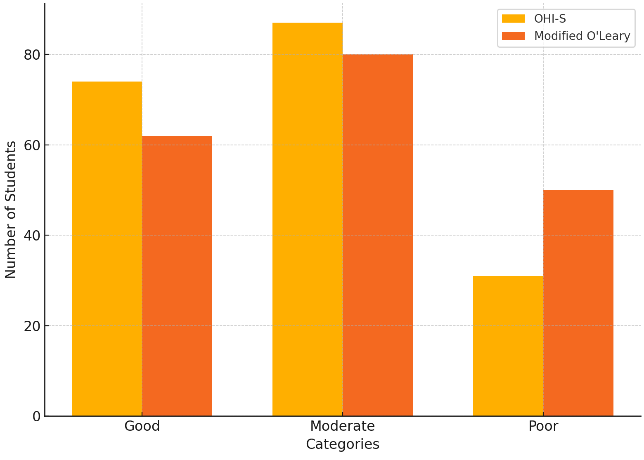 OHI-S
Modified O'Leary
Number of Students
80
60
40
20
0
Good
Moderate
Poor
Categories